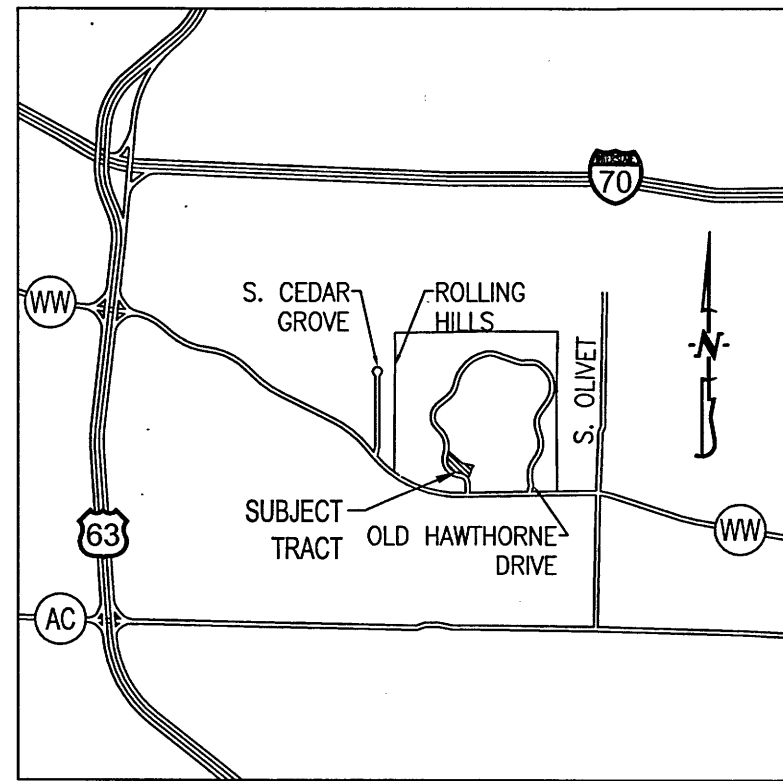 70
WW
S. CEDAR
GROVE
ROLLING
HILLS
N
S. OLIVET
SUBJECT
TRACT
OLD HAWTHORNE
DRIVE
63
WW
AC